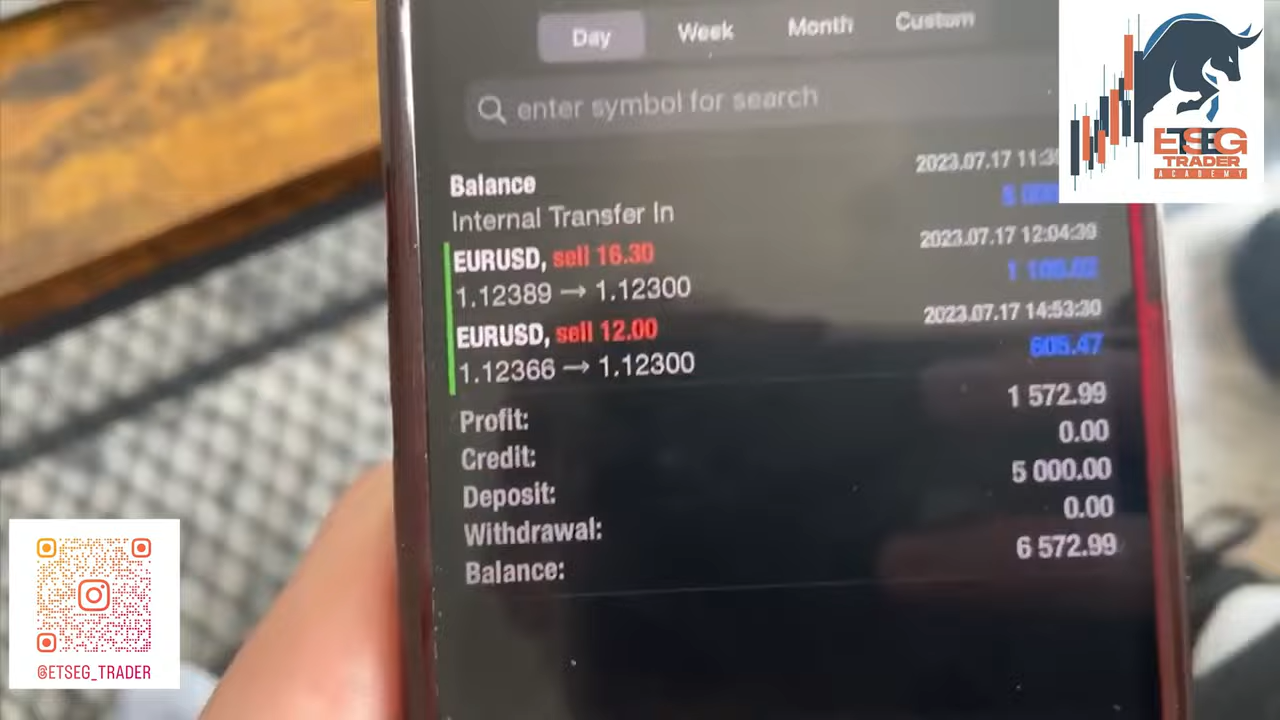 Day Week Month Custom
enter symbol for search
Balance 2023.07.17
Internal Transfer In
EURUSD, sell 16.30 2023.07.17 12:04:39
1.12389 → 1.12300
EURUSD, sell 12.00 2023.07.17 14:53:30
1.12366 → 1.12300 605.47
Profit: 1 572.99
Credit: 0.00
Deposit: 5 000.00
Withdrawal: 0.00
Balance: 6 572.99
TRADER
ACADEMY
@ETSEG_TRADER